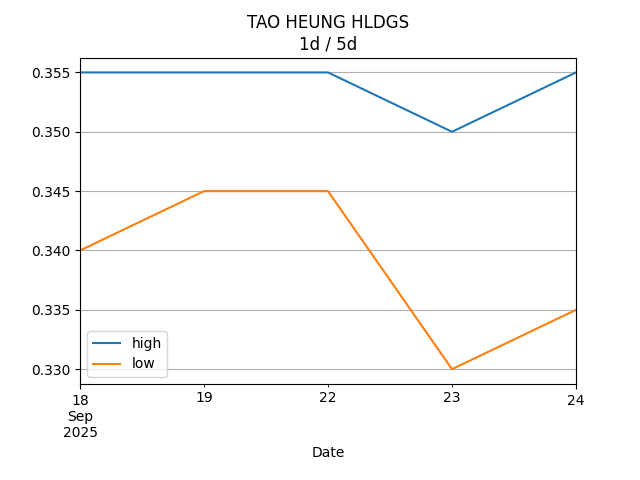 TAO HEUNG HLDGS
1d / 5d
0.355
0.350
0.345
0.340
0.335
0.330
high
low
18 19 22 23 24
Sep
2025
Date